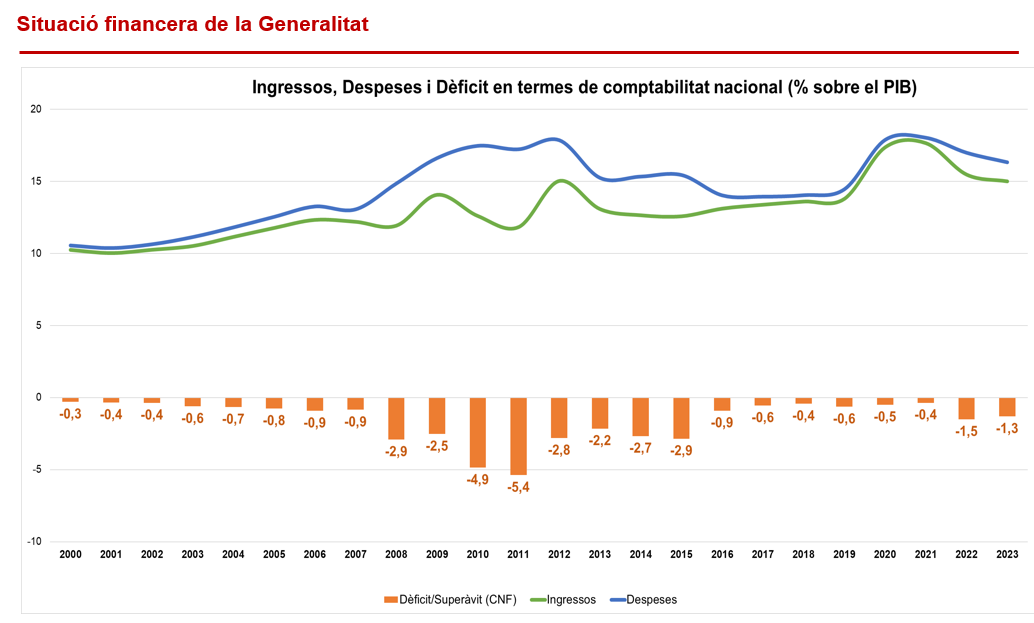 Situació financera de la Generalitat
Ingressos, Despeses i Dèficit en termes de comptabilitat nacional (% sobre el PIB)
20
15
10
5
0
-5
-10
-0,3 -0,4 -0,4 -0,6 -0,7 -0,8 -0,9 -0,9 -2,9 -2,5 -4,9 -5,4 -2,8 -2,2 -2,7 -2,9 -0,9 -0,6 -0,4 -0,6 -0,5 -0,4 -1,5 -1,3
2000 2001 2002 2003 2004 2005 2006 2007 2008 2009 2010 2011 2012 2013 2014 2015 2016 2017 2018 2019 2020 2021 2022 2023
Dèficit/Superàvit (CNF) Ingressos Despeses